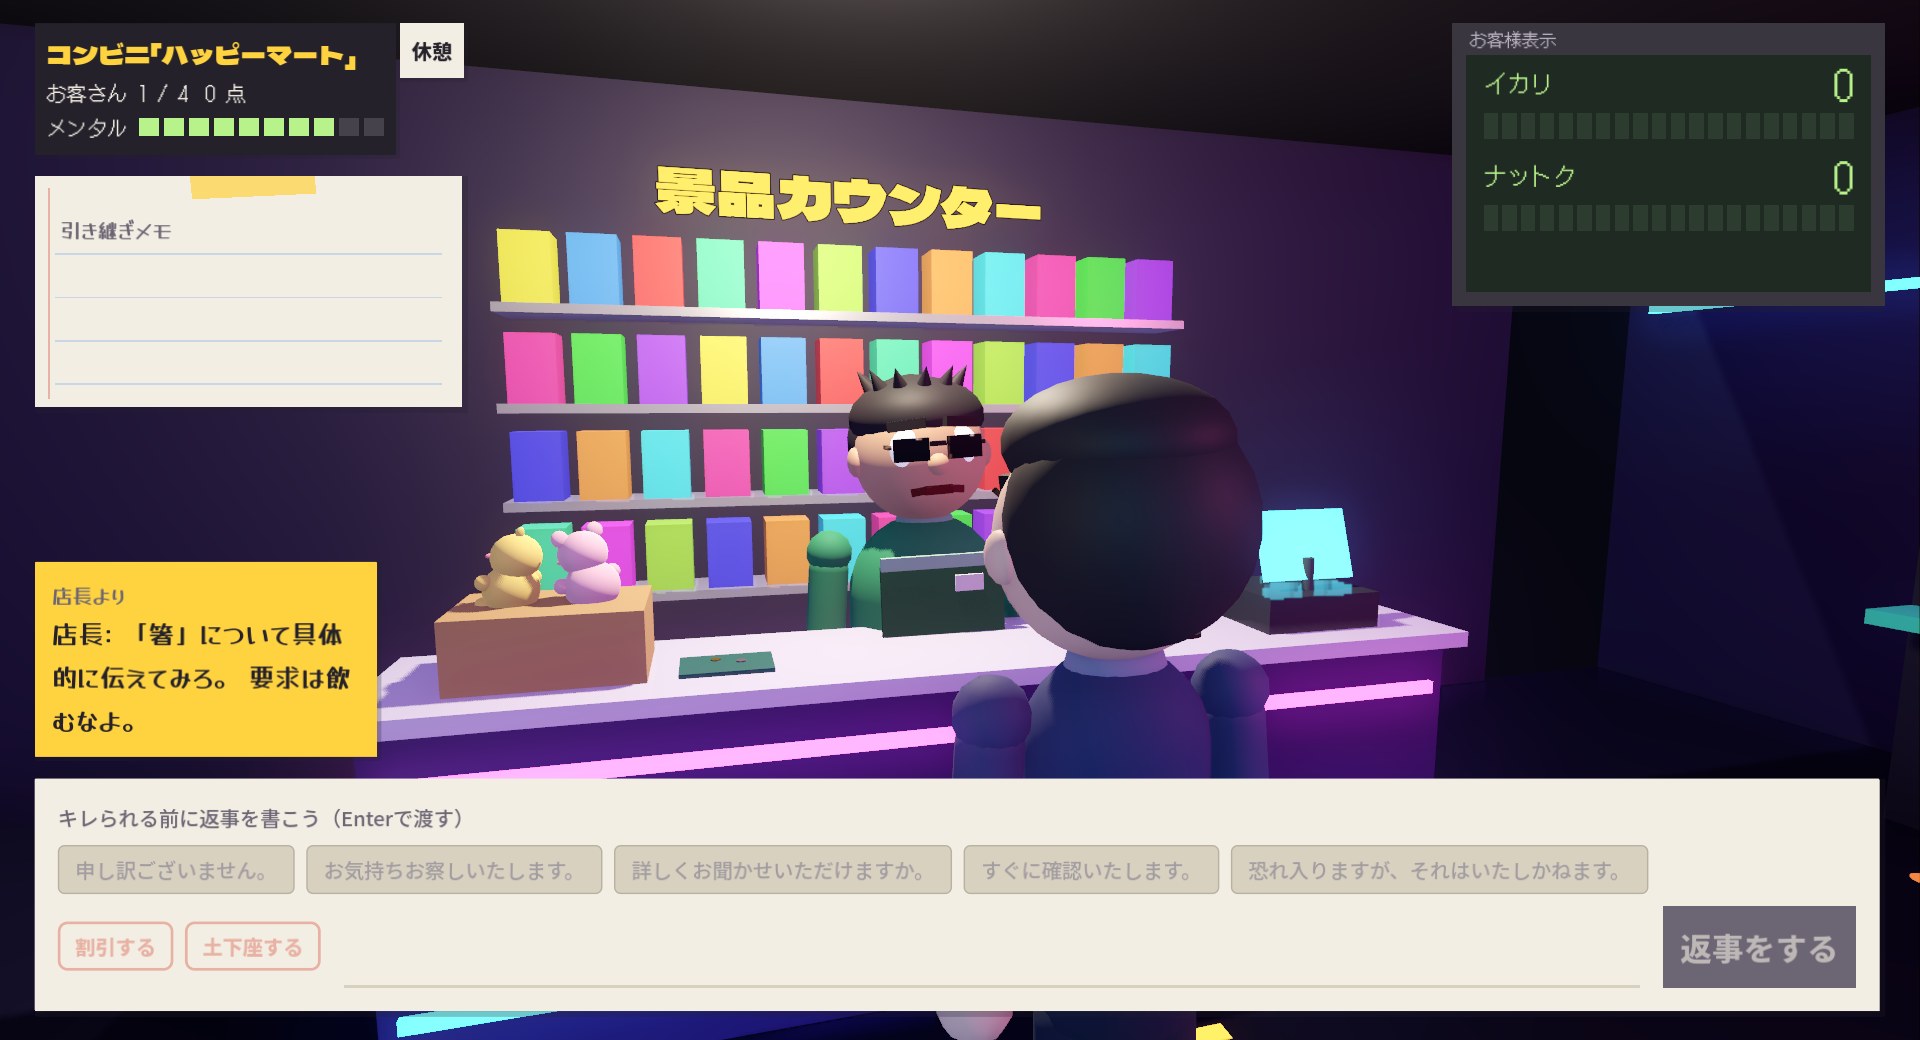 コンビニ「ハッピーマート」
休憩
お客さん 1/4 0点
メンタル
引き継ぎメモ
お客様表示
イカリ 0
ナットク 0
景品カウンター
店長より
店長: 「箸」について具体
的に伝えてみろ。 要求は飲
むなよ。
キレられる前に返事を書こう（Enterで渡す）
申し訳ございません。
お気持ちお察しいたします。
詳しくお聞かせいただけますか。
すぐに確認いたします。
恐れ入りますが、それはいたしかねます。
割引する
土下座する
返事をする